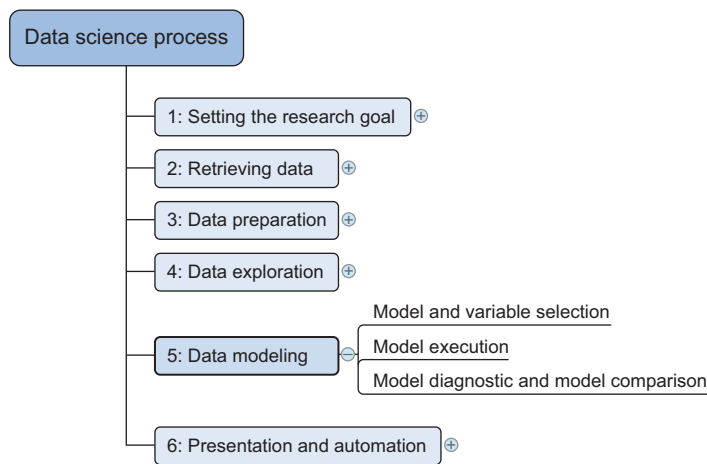 Data science process
1: Setting the research goal
2: Retrieving data
3: Data preparation
4: Data exploration
5: Data modeling
Model and variable selection
Model execution
Model diagnostic and model comparison
6: Presentation and automation